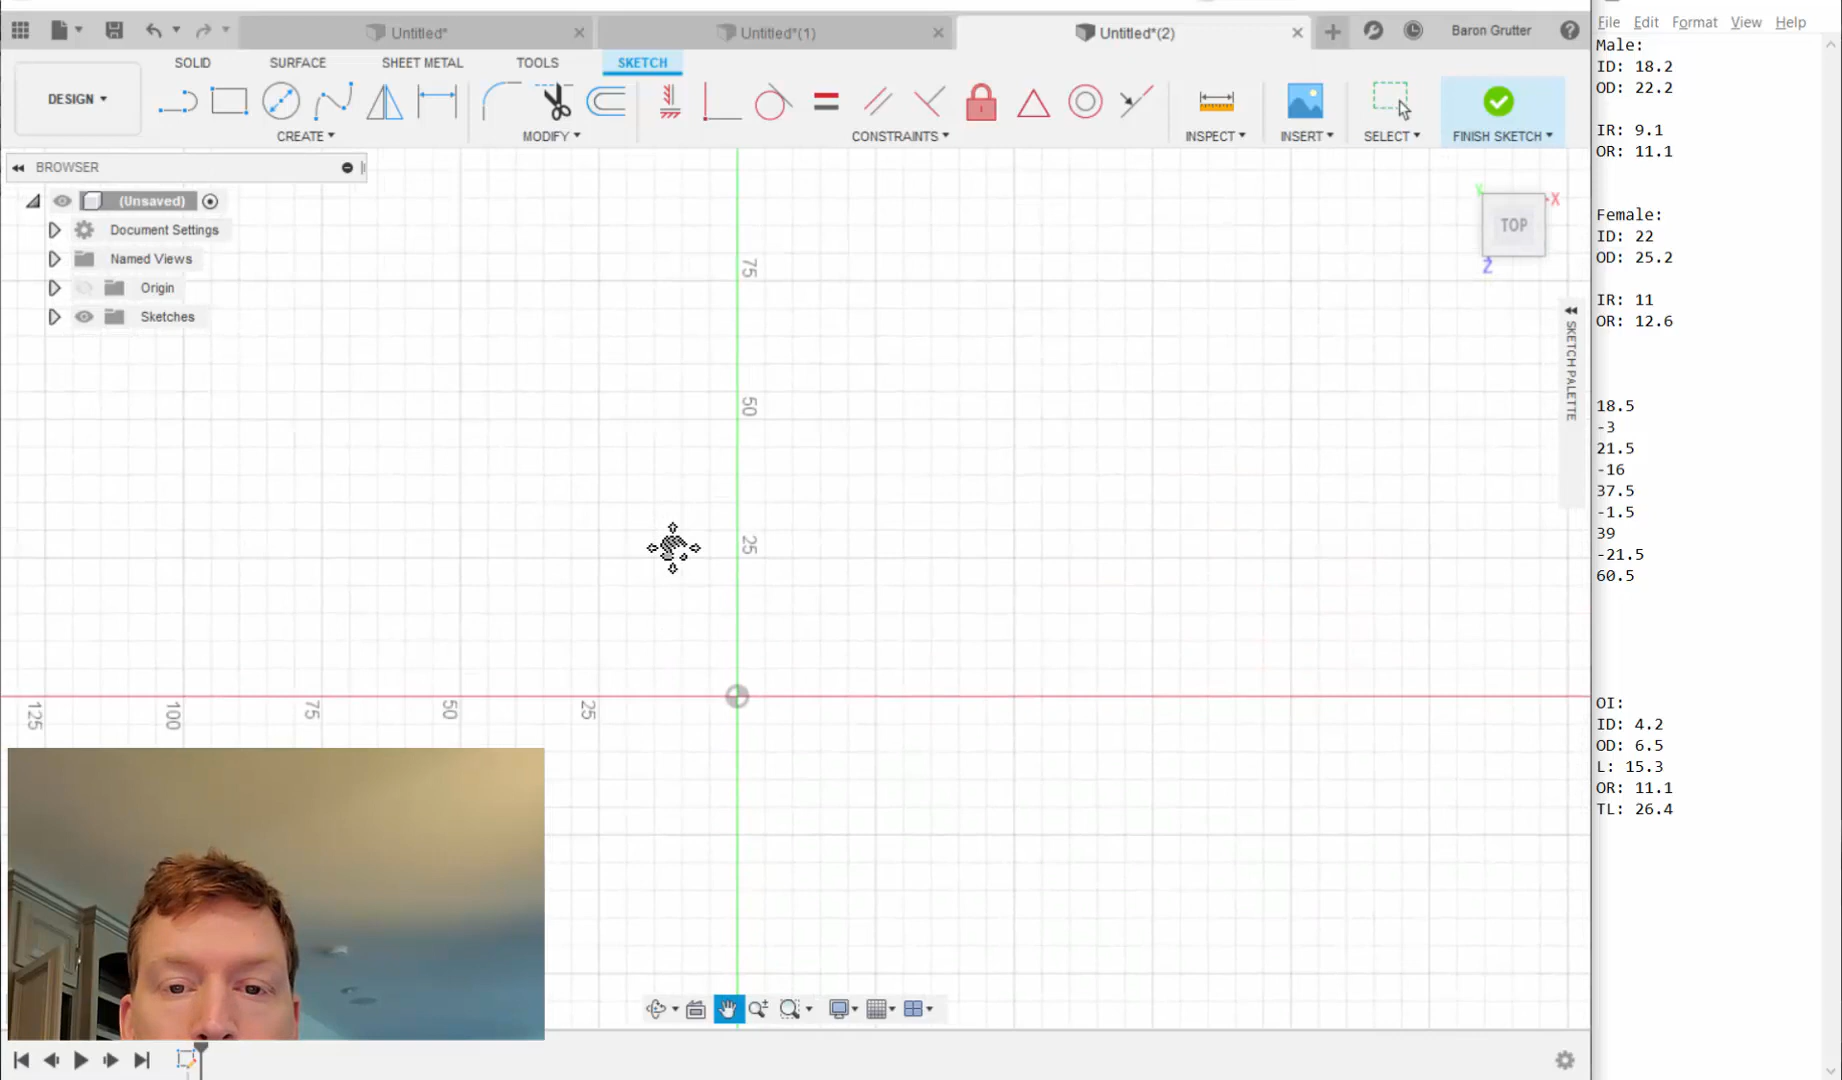 Untitled*
Untitled*(1)
Untitled*(2)
Baron Grutter
SOLID
SURFACE
SHEET METAL
TOOLS
SKETCH
DESIGN
CREATE
MODIFY
CONSTRAINTS
INSPECT
INSERT
SELECT
FINISH SKETCH
BROWSER
(Unsaved)
Document Settings
Named Views
Origin
Sketches
75
50
25
125
100
75
50
25
Y
X
TOP
Z
SKETCH PALETTE
File Edit Format View Help
Male:
ID: 18.2
OD: 22.2
IR: 9.1
OR: 11.1
Female:
ID: 22
OD: 25.2
IR: 11
OR: 12.6
18.5
-3
21.5
-16
37.5
-1.5
39
-21.5
60.5
OI:
ID: 4.2
OD: 6.5
L: 15.3
OR: 11.1
TL: 26.4